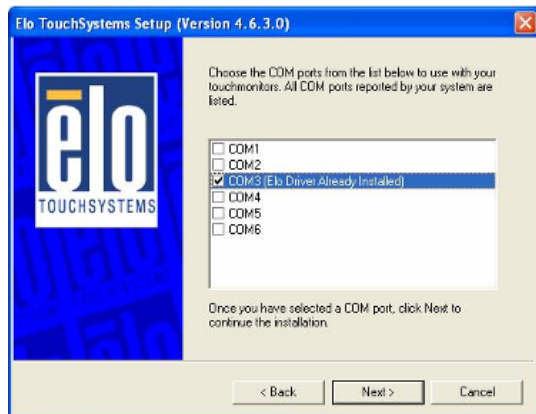 Elo TouchSystems Setup (Version 4.6.3.0)
elo
TOUCHSYSTEMS
Choose the COM ports from the list below to use with your
touchmonitors. All COM ports reported by your system are
listed.
COM1
COM2
COM3 (Elo Driver Already Installed)
COM4
COM5
COM6
Once you have selected a COM port, click Next to
continue the installation.
< Back
Next >
Cancel